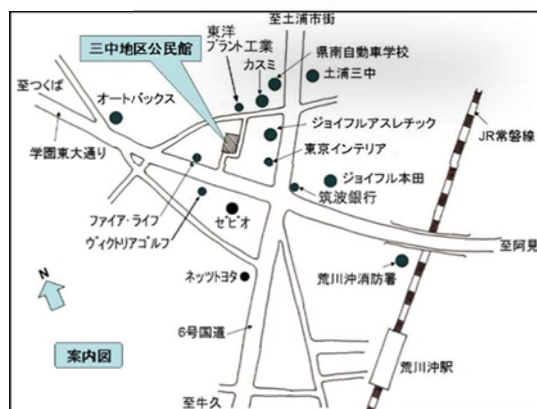 至土浦市街
東洋
プラント工業
三中地区公民館
カスミ
県南自動車学校
土浦三中
至つくば
オートバックス
ジョイフルアスレチック
JR常磐線
学園東大通り
東京インテリア
ジョイフル本田
筑波銀行
ファイア・ライフ
ゼビオ
ヴィクトリアゴルフ
至阿見
N
ネッツトヨタ
荒川沖消防署
6号国道
案内図
荒川沖駅
至牛久